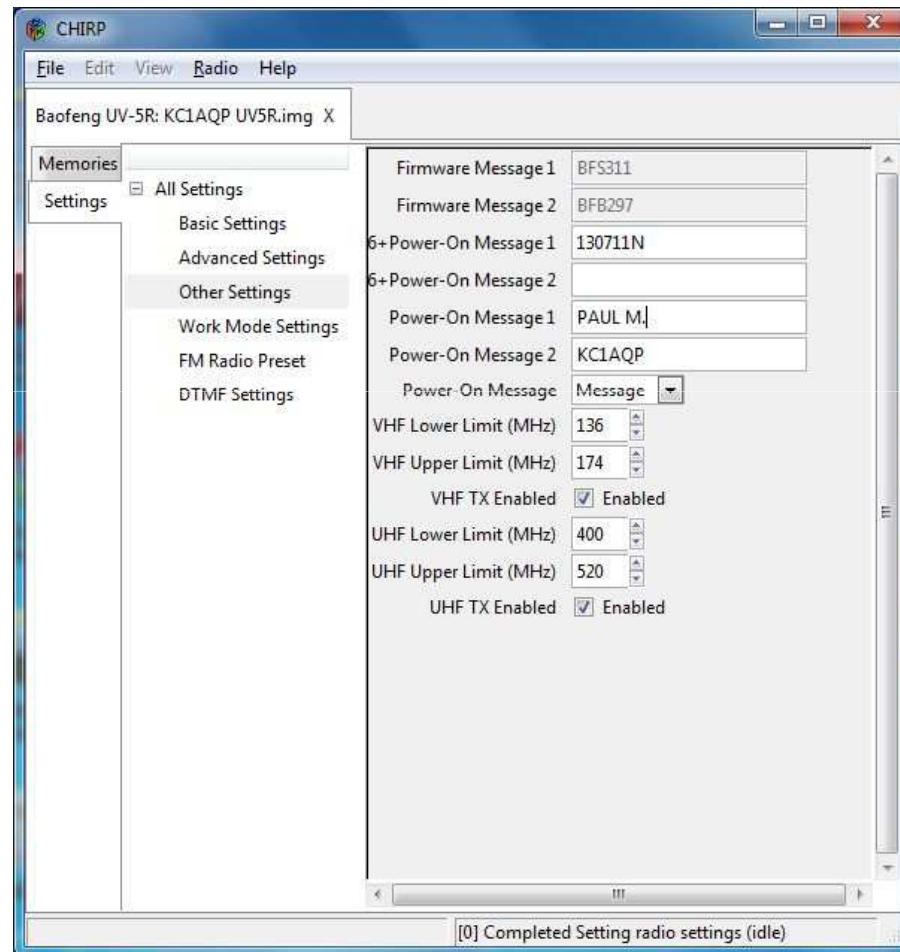 CHIRP
File Edit View Radio Help
Baofeng UV-5R: KC1AQP UV5R.img X
Memories
Settings
All Settings
Basic Settings
Advanced Settings
Other Settings
Work Mode Settings
FM Radio Preset
DTMF Settings
Firmware Message 1 BFS311
Firmware Message 2 BFB297
6+Power-On Message 1 130711N
6+Power-On Message 2
Power-On Message 1 PAUL M.
Power-On Message 2 KC1AQP
Power-On Message Message
VHF Lower Limit (MHz) 136
VHF Upper Limit (MHz) 174
VHF TX Enabled Enabled
UHF Lower Limit (MHz) 400
UHF Upper Limit (MHz) 520
UHF TX Enabled Enabled
[0] Completed Setting radio settings (idle)